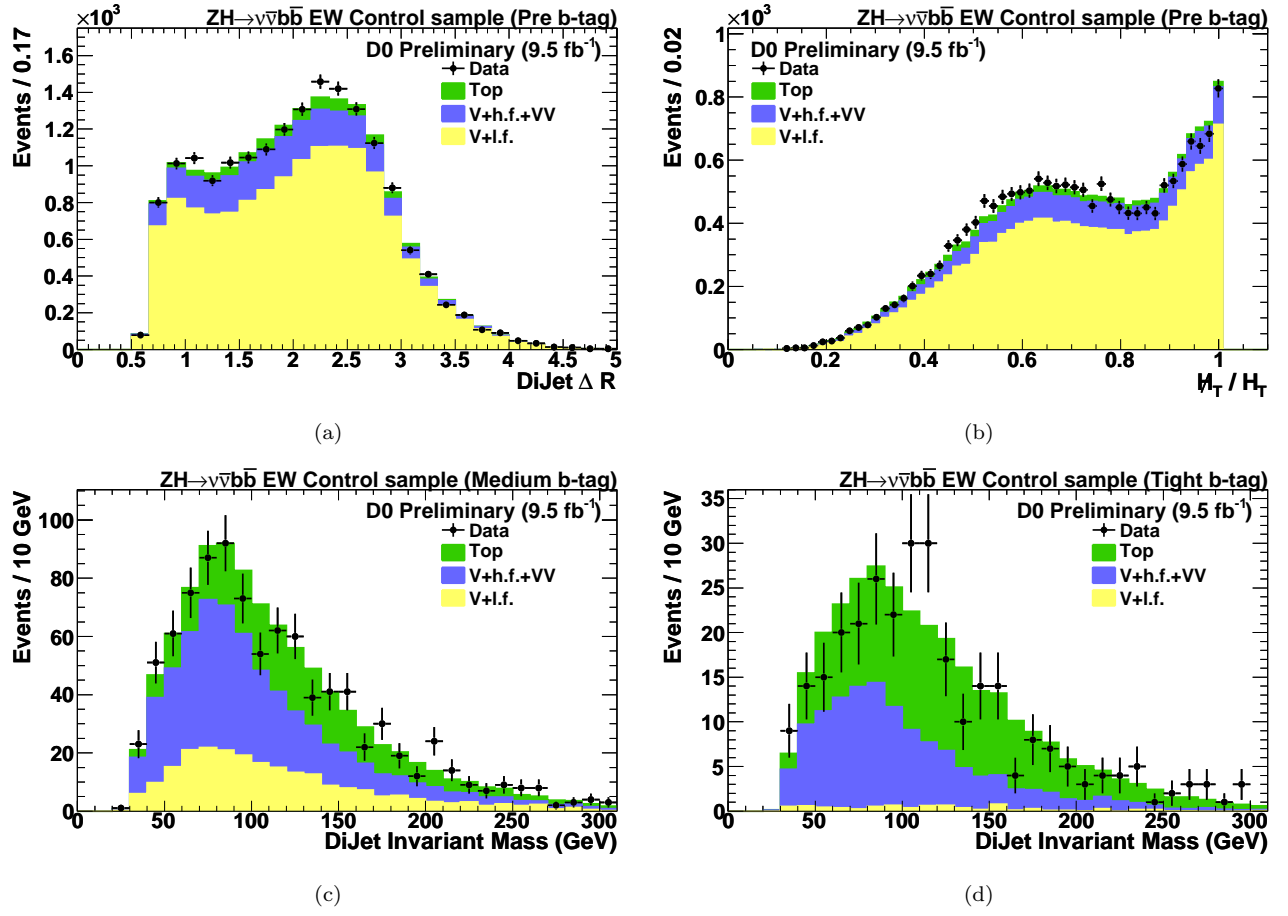 ZH→νν̅bb̅ EW Control sample (Pre b-tag)
×10³
D0 Preliminary (9.5 fb⁻¹)
Data
Top
V+h.f.+VV
V+l.f.
Events / 0.17
1.6
1.4
1.2
1
0.8
0.6
0.4
0.2
0
0 0.5 1 1.5 2 2.5 3 3.5 4 4.5 5
DiJet Δ R
(a)
ZH→νν̅bb̅ EW Control sample (Pre b-tag)
×10³
D0 Preliminary (9.5 fb⁻¹)
Data
Top
V+h.f.+VV
V+l.f.
Events / 0.02
1
0.8
0.6
0.4
0.2
0
0 0.2 0.4 0.6 0.8 1
H̸_T / H_T
(b)
ZH→νν̅bb̅ EW Control sample (Medium b-tag)
D0 Preliminary (9.5 fb⁻¹)
Data
Top
V+h.f.+VV
V+l.f.
Events / 10 GeV
100
80
60
40
20
0
0 50 100 150 200 250 300
DiJet Invariant Mass (GeV)
(c)
ZH→νν̅bb̅ EW Control sample (Tight b-tag)
D0 Preliminary (9.5 fb⁻¹)
Data
Top
V+h.f.+VV
V+l.f.
Events / 10 GeV
35
30
25
20
15
10
5
0
0 50 100 150 200 250 300
DiJet Invariant Mass (GeV)
(d)